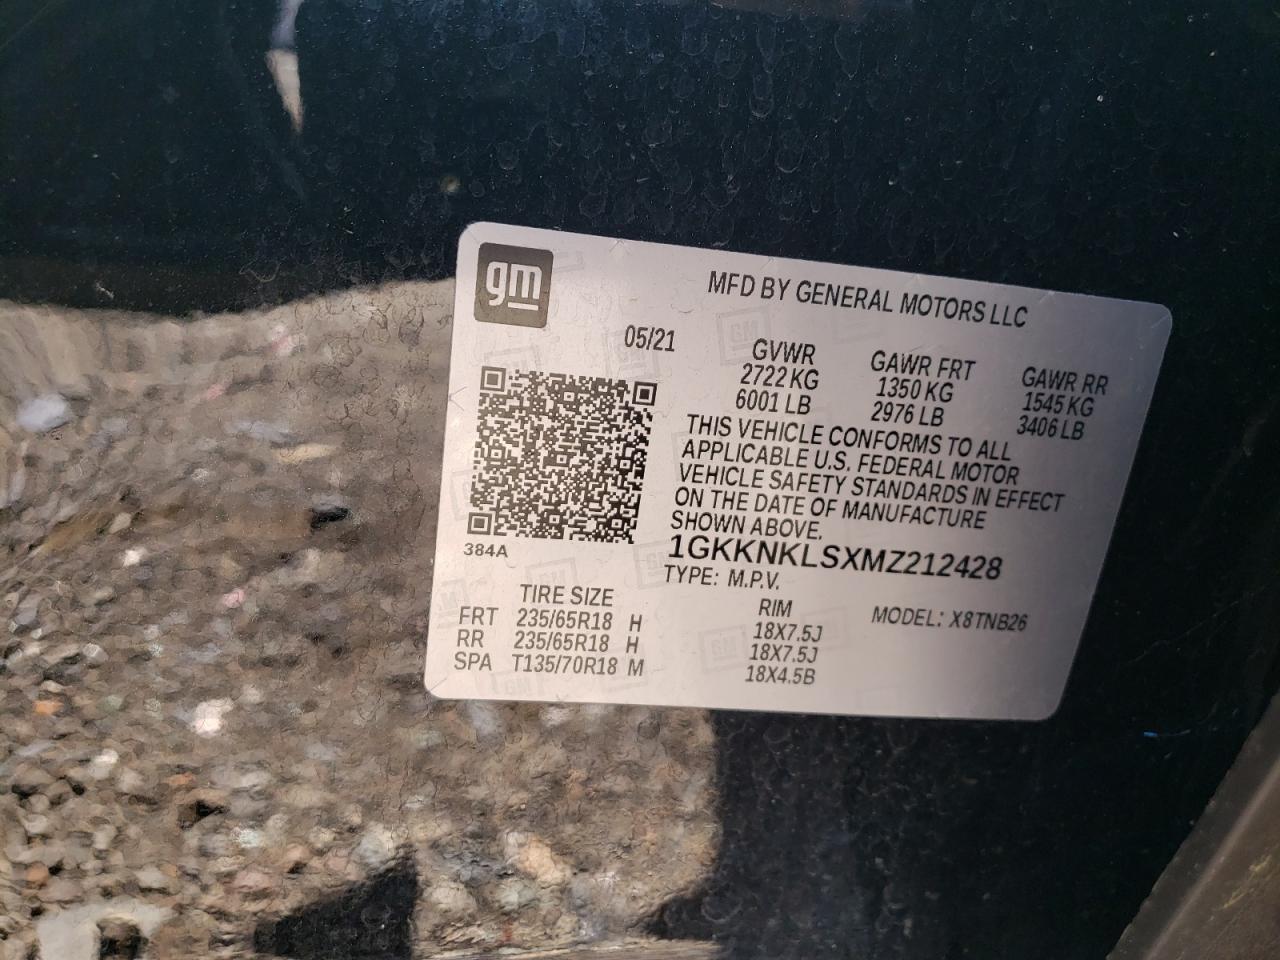 gm
MFD BY GENERAL MOTORS LLC
05/21
GVWR GAWR FRT GAWR RR
2722 KG 1350 KG 1545 KG
6001 LB 2976 LB 3406 LB
THIS VEHICLE CONFORMS TO ALL
APPLICABLE U.S. FEDERAL MOTOR
VEHICLE SAFETY STANDARDS IN EFFECT
ON THE DATE OF MANUFACTURE
SHOWN ABOVE.
384A
1GKKNKLSXMZ212428
TYPE: M.P.V.
TIRE SIZE RIM MODEL: X8TNB26
FRT 235/65R18 H 18X7.5J
RR 235/65R18 H 18X7.5J
SPA T135/70R18 M 18X4.5B